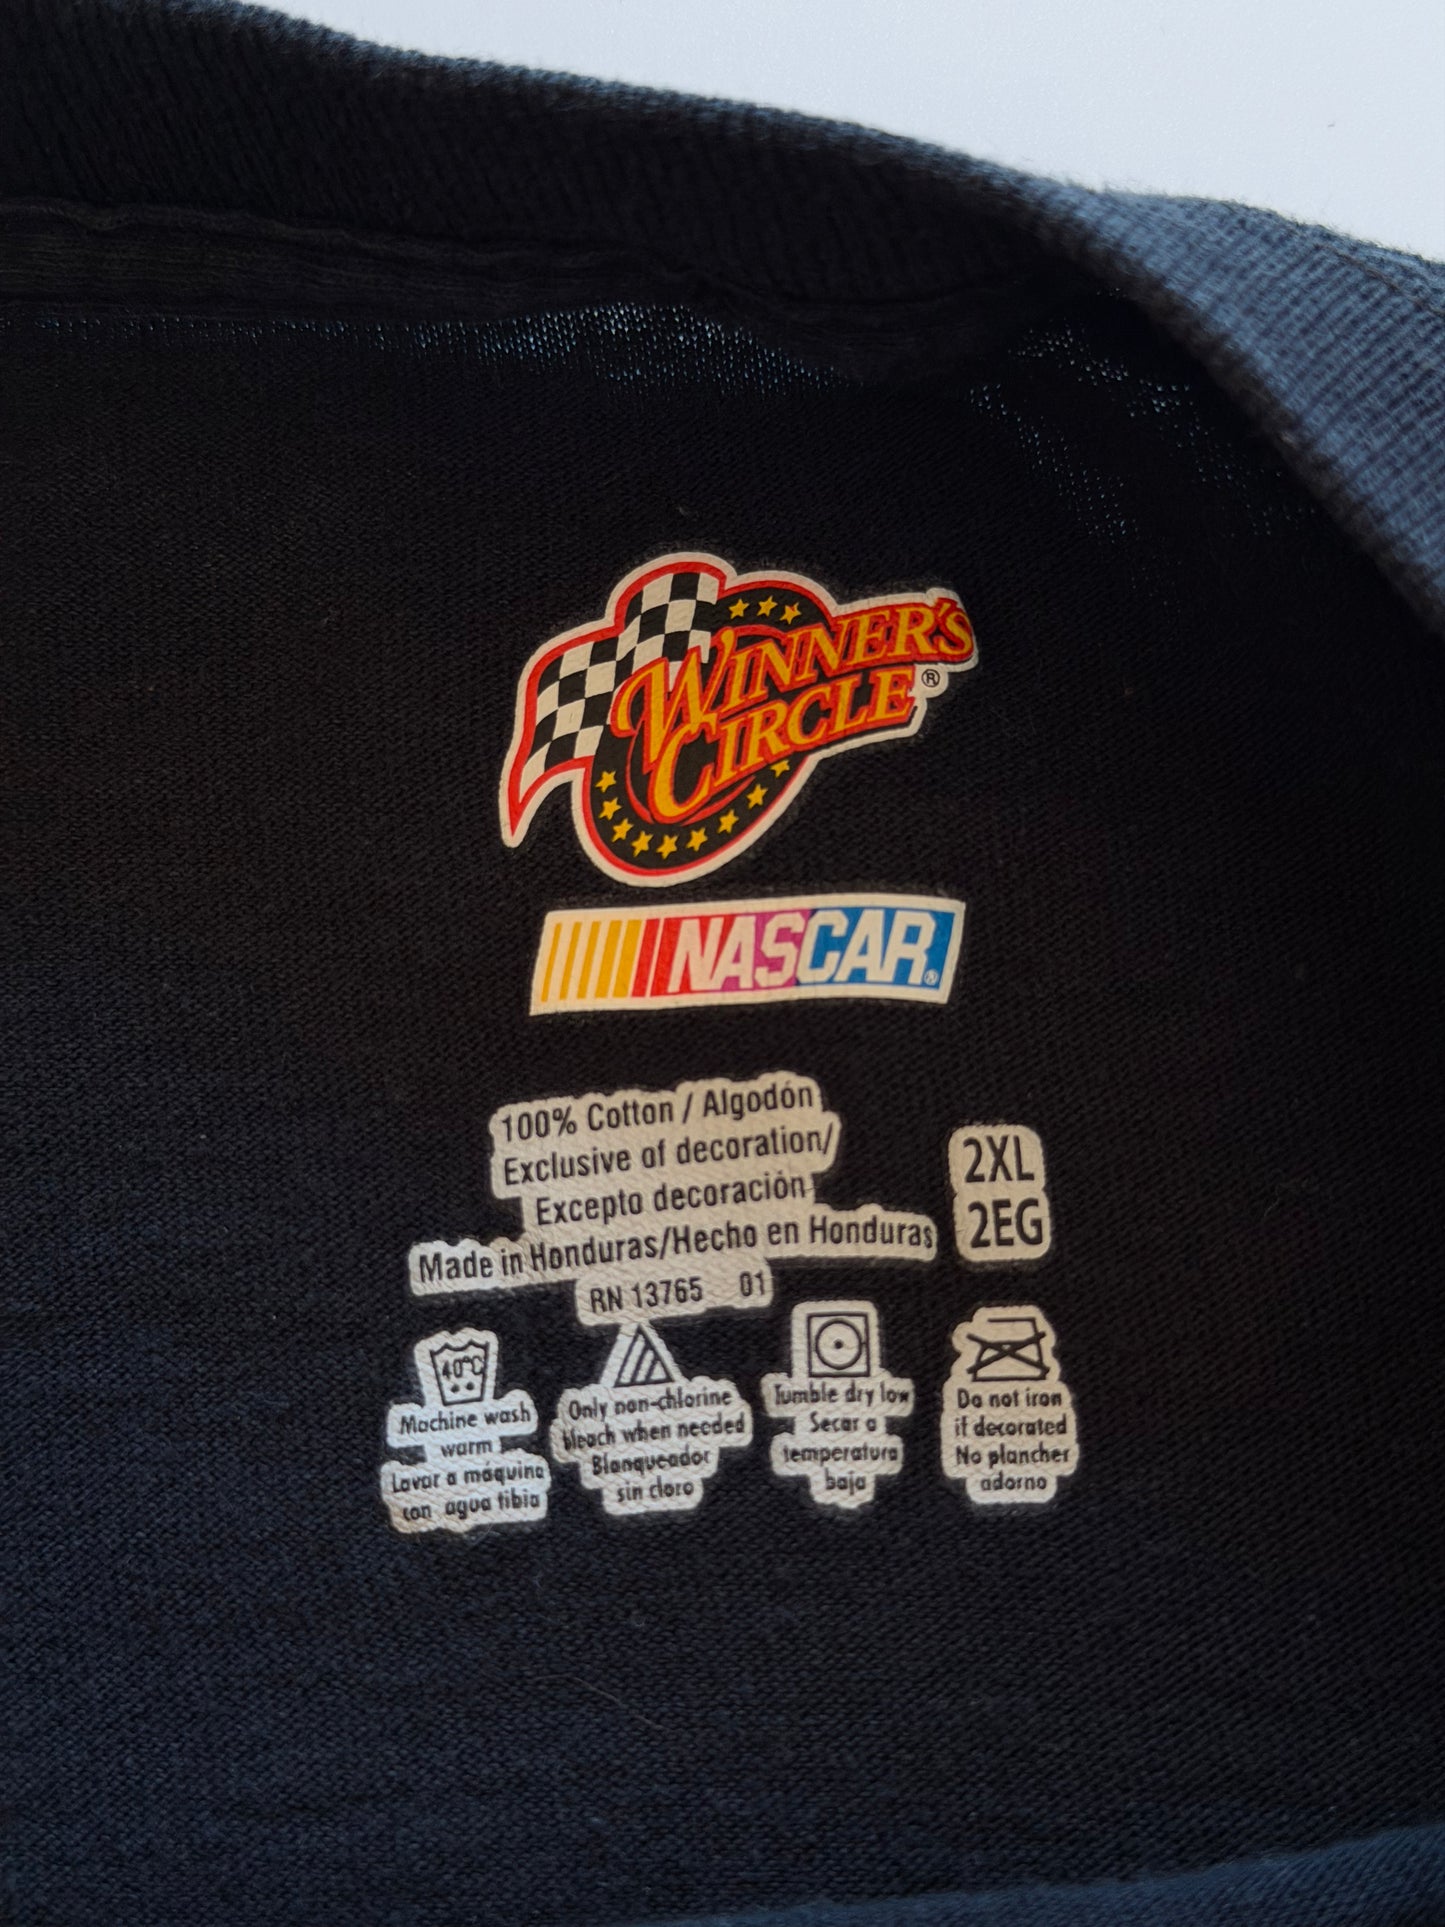 WINNER'S
CIRCLE®
NASCAR®
100% Cotton / Algodón
Exclusive of decoration/
Excepto decoración
Made in Honduras/Hecho en Honduras
RN 13765 01
2XL
2EG
40°C
Machine wash
warm
Lavar a máquina
con agua tibia
Only non-chlorine
bleach when needed
Blanqueador
sin cloro
Tumble dry low
Secar a
temperatura
baja
Do not iron
if decorated
No planchar
adorno